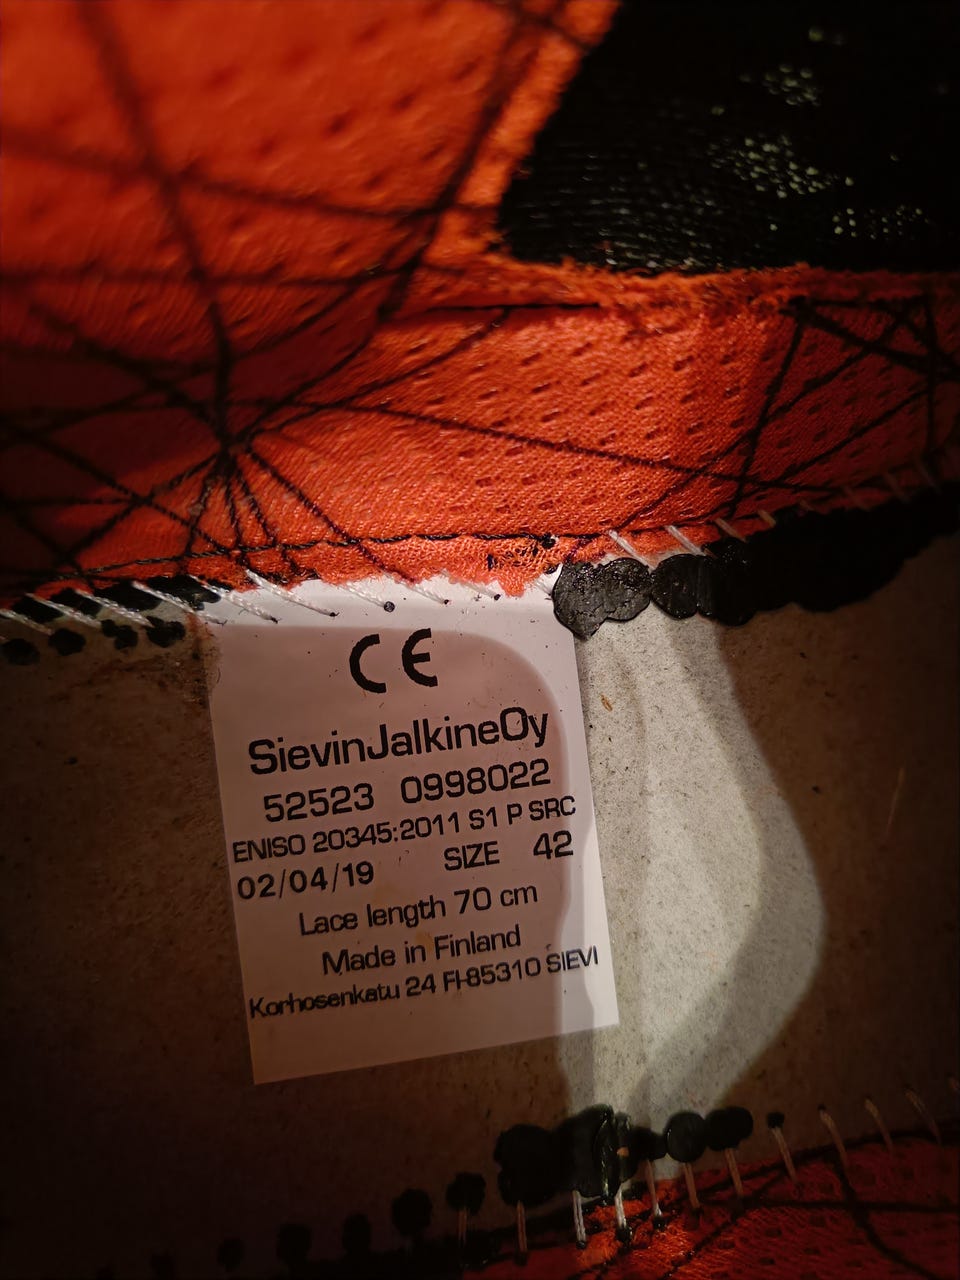 CE
SievinJalkineOy
52523 0998022
ENISO 20345:2011 S1 P SRC
02/04/19 SIZE 42
Lace length 70 cm
Made in Finland
Korhosenkatu 24 FI-85310 SIEVI